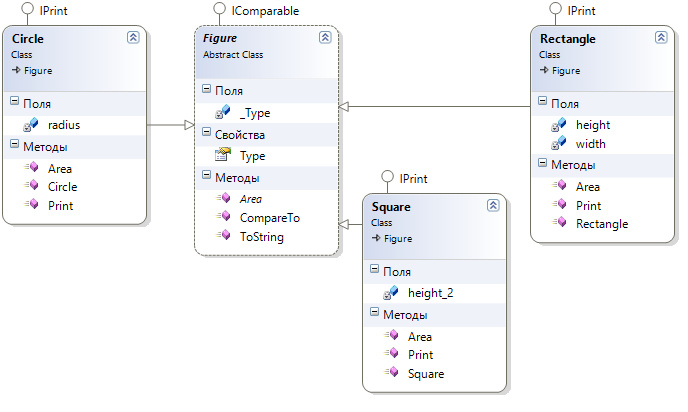 IPrint
Circle
Class
Figure
Поля
radius
Методы
Area
Circle
Print
IComparable
Figure
Abstract Class
Поля
_Type
Свойства
Type
Методы
Area
CompareTo
ToString
IPrint
Square
Class
Figure
Поля
height_2
Методы
Area
Print
Square
IPrint
Rectangle
Class
Figure
Поля
height
width
Методы
Area
Print
Rectangle